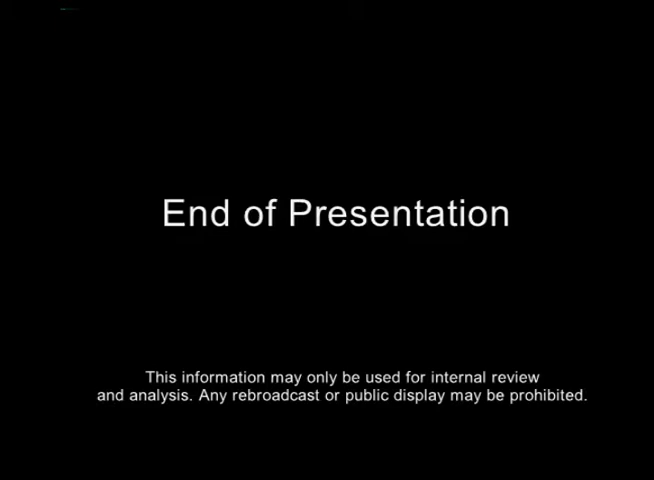 End of Presentation
This information may only be used for internal review
and analysis. Any rebroadcast or public display may be prohibited.